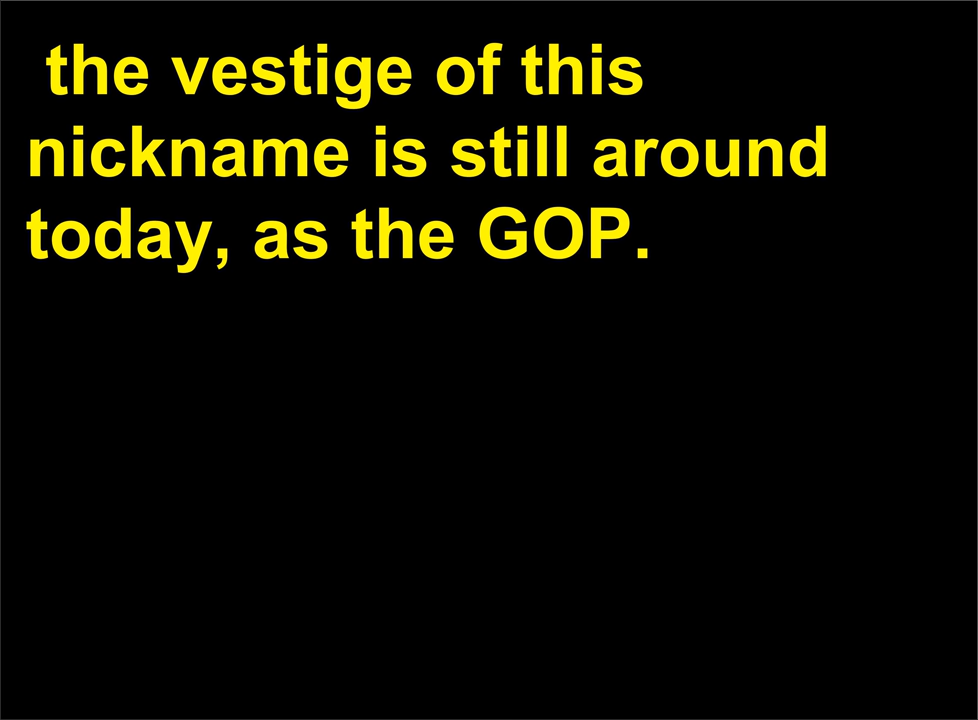 the vestige of this
nickname is still around
today, as the GOP.